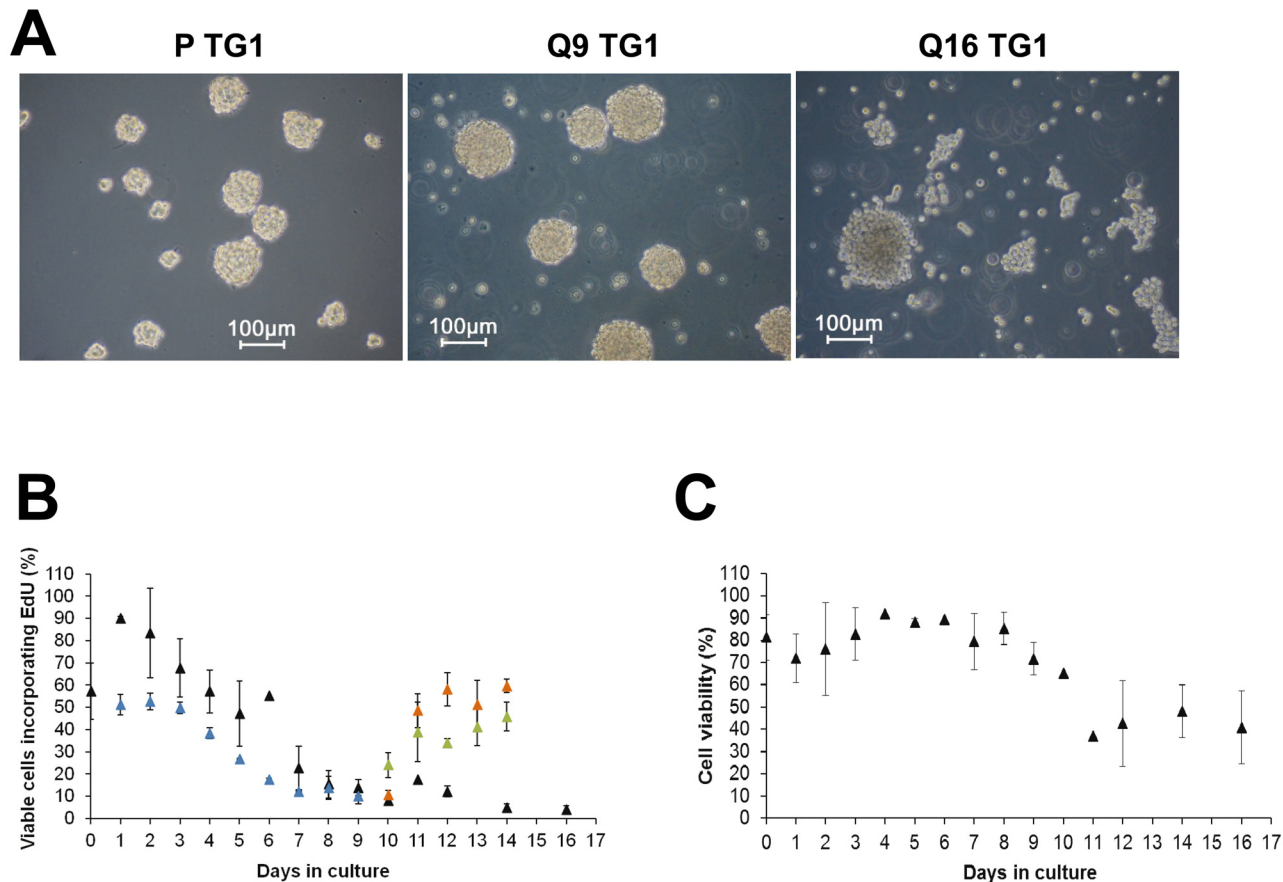 A
P TG1
Q9 TG1
Q16 TG1
100µm
100µm
100µm
B
Viable cells incorporating EdU (%)
110
100
90
80
70
60
50
40
30
20
10
0
0 1 2 3 4 5 6 7 8 9 10 11 12 13 14 15 16 17
Days in culture
C
Cell viability (%)
110
100
90
80
70
60
50
40
30
20
10
0
0 1 2 3 4 5 6 7 8 9 10 11 12 13 14 15 16 17
Days in culture